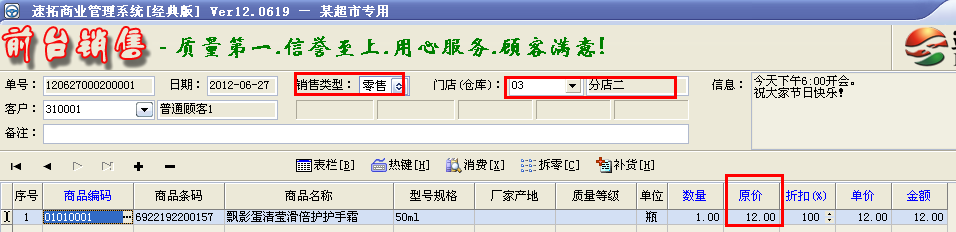 速拓商业管理系统[经典版] Ver12.0619 — 某超市专用
前台销售 - 质量第一.信誉至上.用心服务.顧客滿意!
单号: 120627000200001 日期: 2012-06-27 销售类型: 零售 门店(仓库): 03 分店二 信息: 今天下午6:00开会。
祝大家节日快乐!
客户: 310001 普通顾客1
备注:
表栏[B] 热键[H] 消费[X] 拆零[C] 补货[H]
序号 商品编码 商品条码 商品名称 型号规格 厂家产地 质量等级 单位 数量 原价 折扣(%) 单价 金额
1 01010001 ... 6922192200157 飘影蛋清莹滑倍护护手霜 50ml 瓶 1.00 12.00 100 12.00 12.00